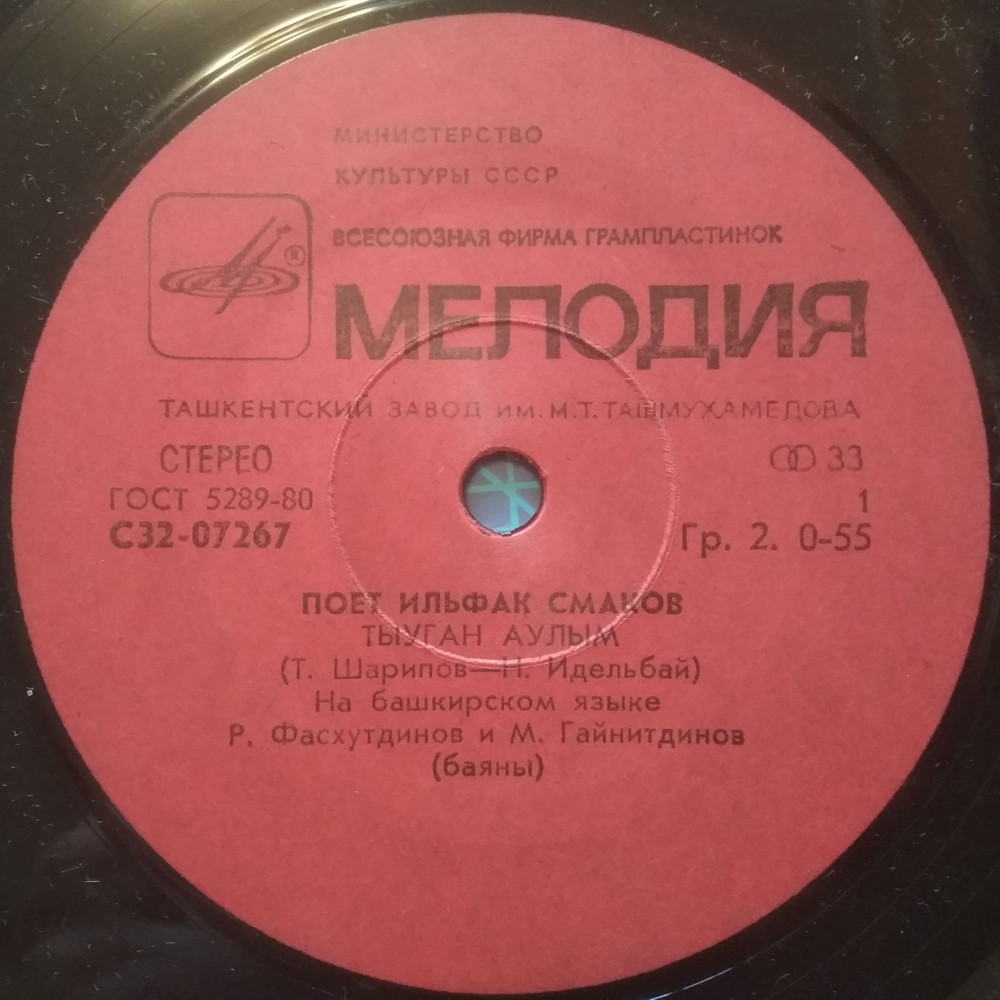 МИНИСТЕРСТВО
КУЛЬТУРЫ СССР
ВСЕСОЮЗНАЯ ФИРМА ГРАМПЛАСТИНОК
®
МЕЛОДИЯ
ТАШКЕНТСКИЙ ЗАВОД им. М.Т. ТАШМУХАМЕДОВА
СТЕРЕО 33
ГОСТ 5289-80 1
С32-07267 Гр. 2. 0-55
ПОЕТ ИЛЬФАК СМАКОВ
ТЫУГАН АУЛЫМ
(Т. Шарипов—Н. Идельбай)
На башкирском языке
Р. Фасхутдинов и М. Гайнитдинов
(баяны)